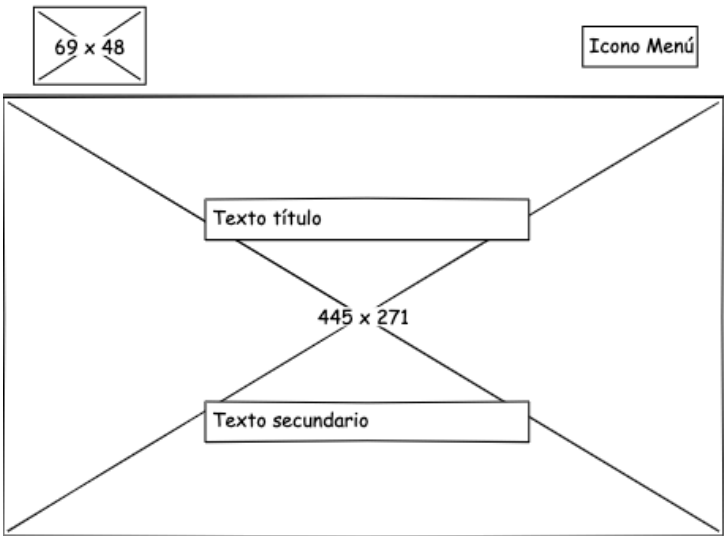 69 x 48
Icono Menú
Texto título
445 x 271
Texto secundario